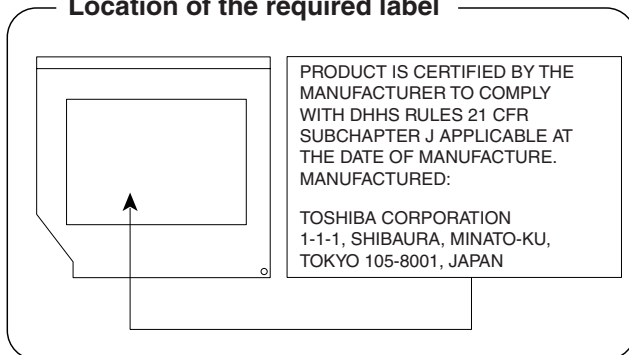 Location of the required label
PRODUCT IS CERTIFIED BY THE
MANUFACTURER TO COMPLY
WITH DHHS RULES 21 CFR
SUBCHAPTER J APPLICABLE AT
THE DATE OF MANUFACTURE.
MANUFACTURED:
TOSHIBA CORPORATION
1-1-1, SHIBAURA, MINATO-KU,
TOKYO 105-8001, JAPAN